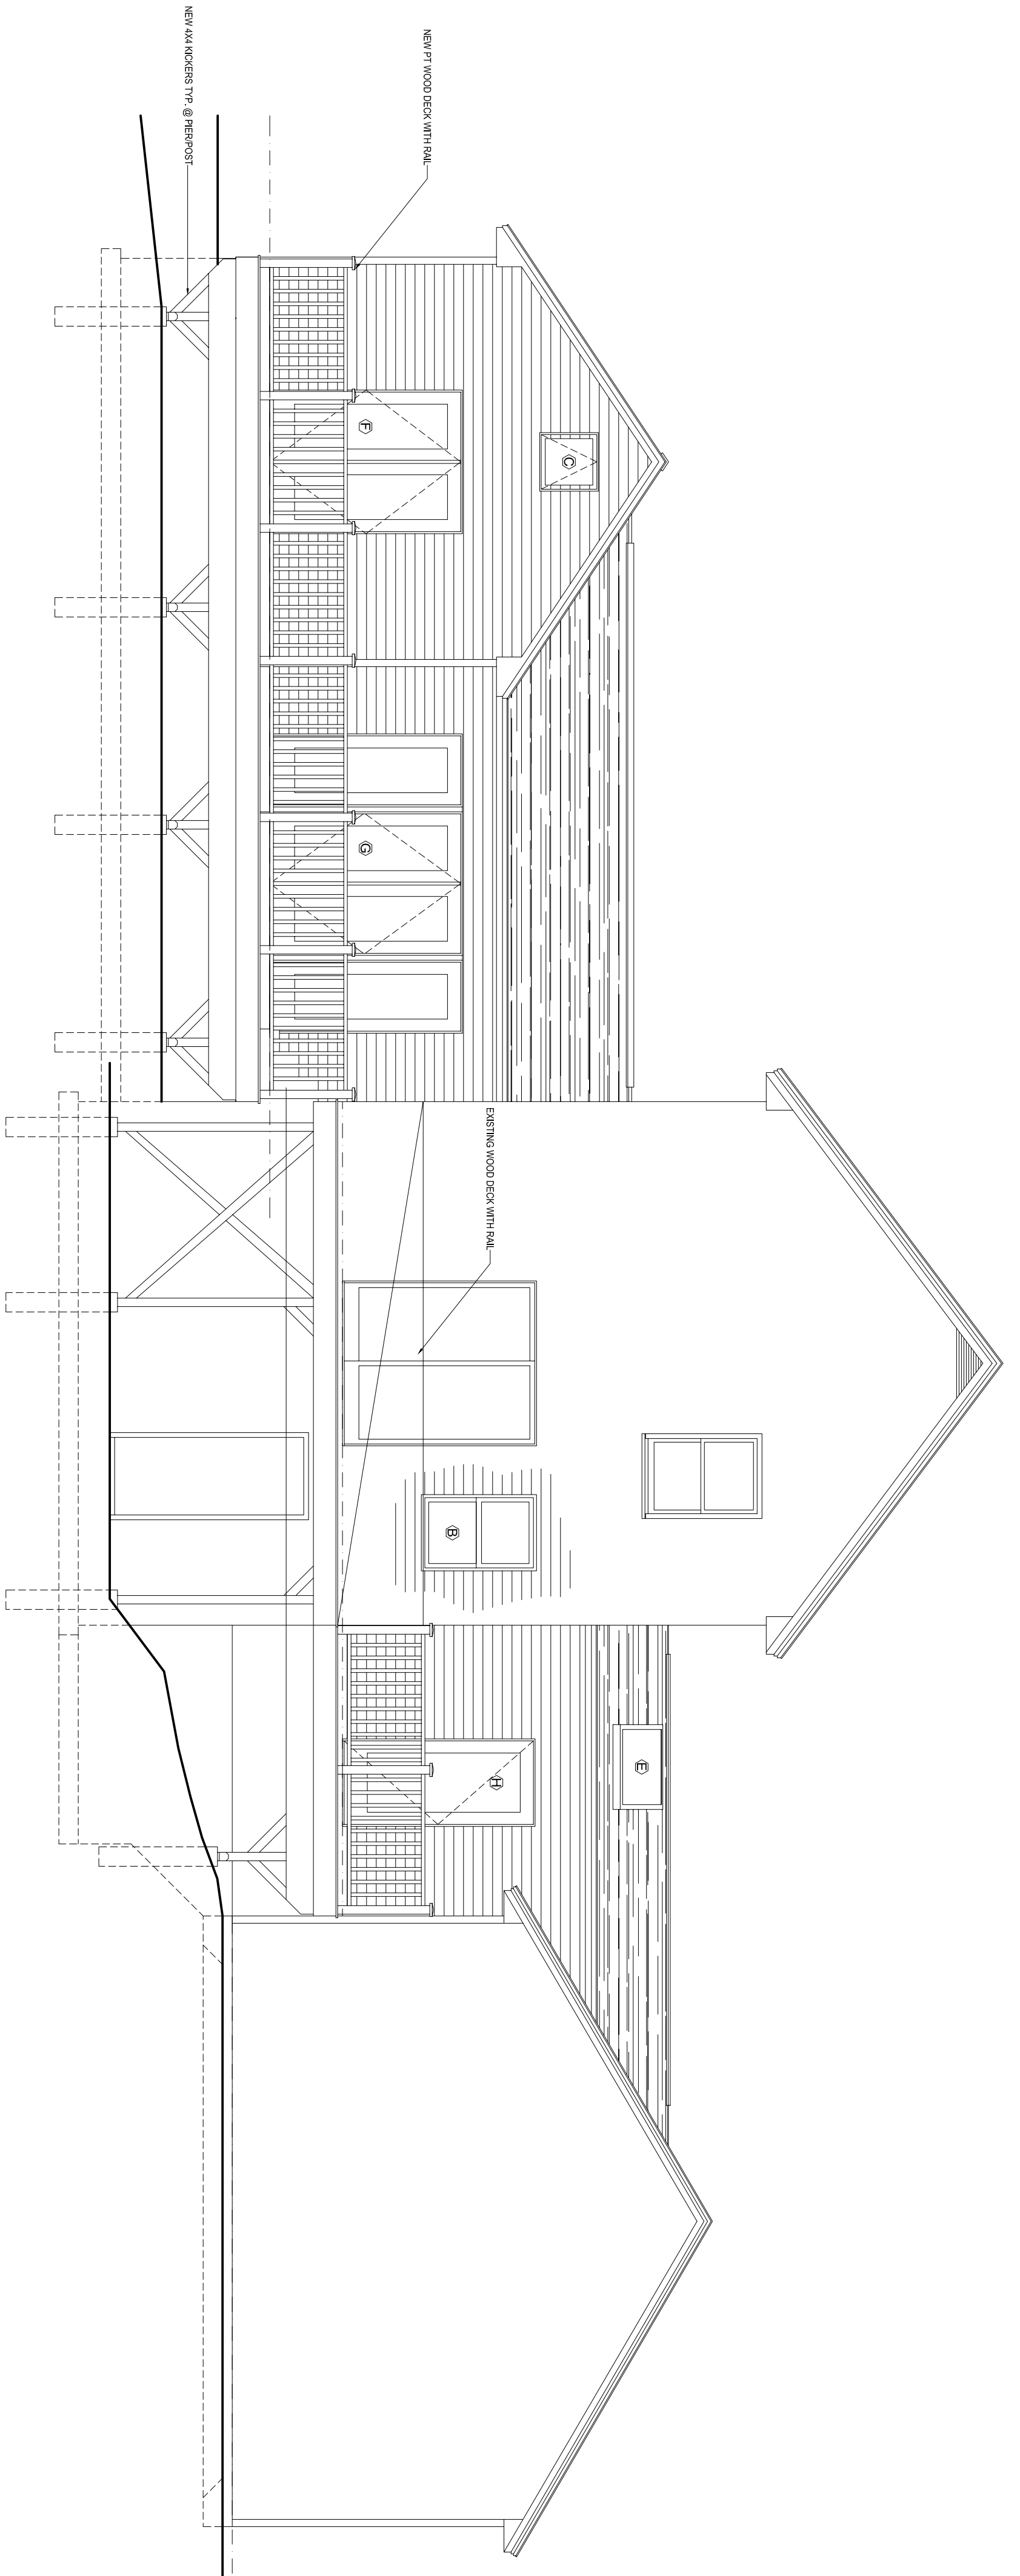 NEW 4X4 KICKERS TYP. @ PIER/POST
NEW PT WOOD DECK WITH RAIL
F
C
G
EXISTING WOOD DECK WITH RAIL
B
H
E